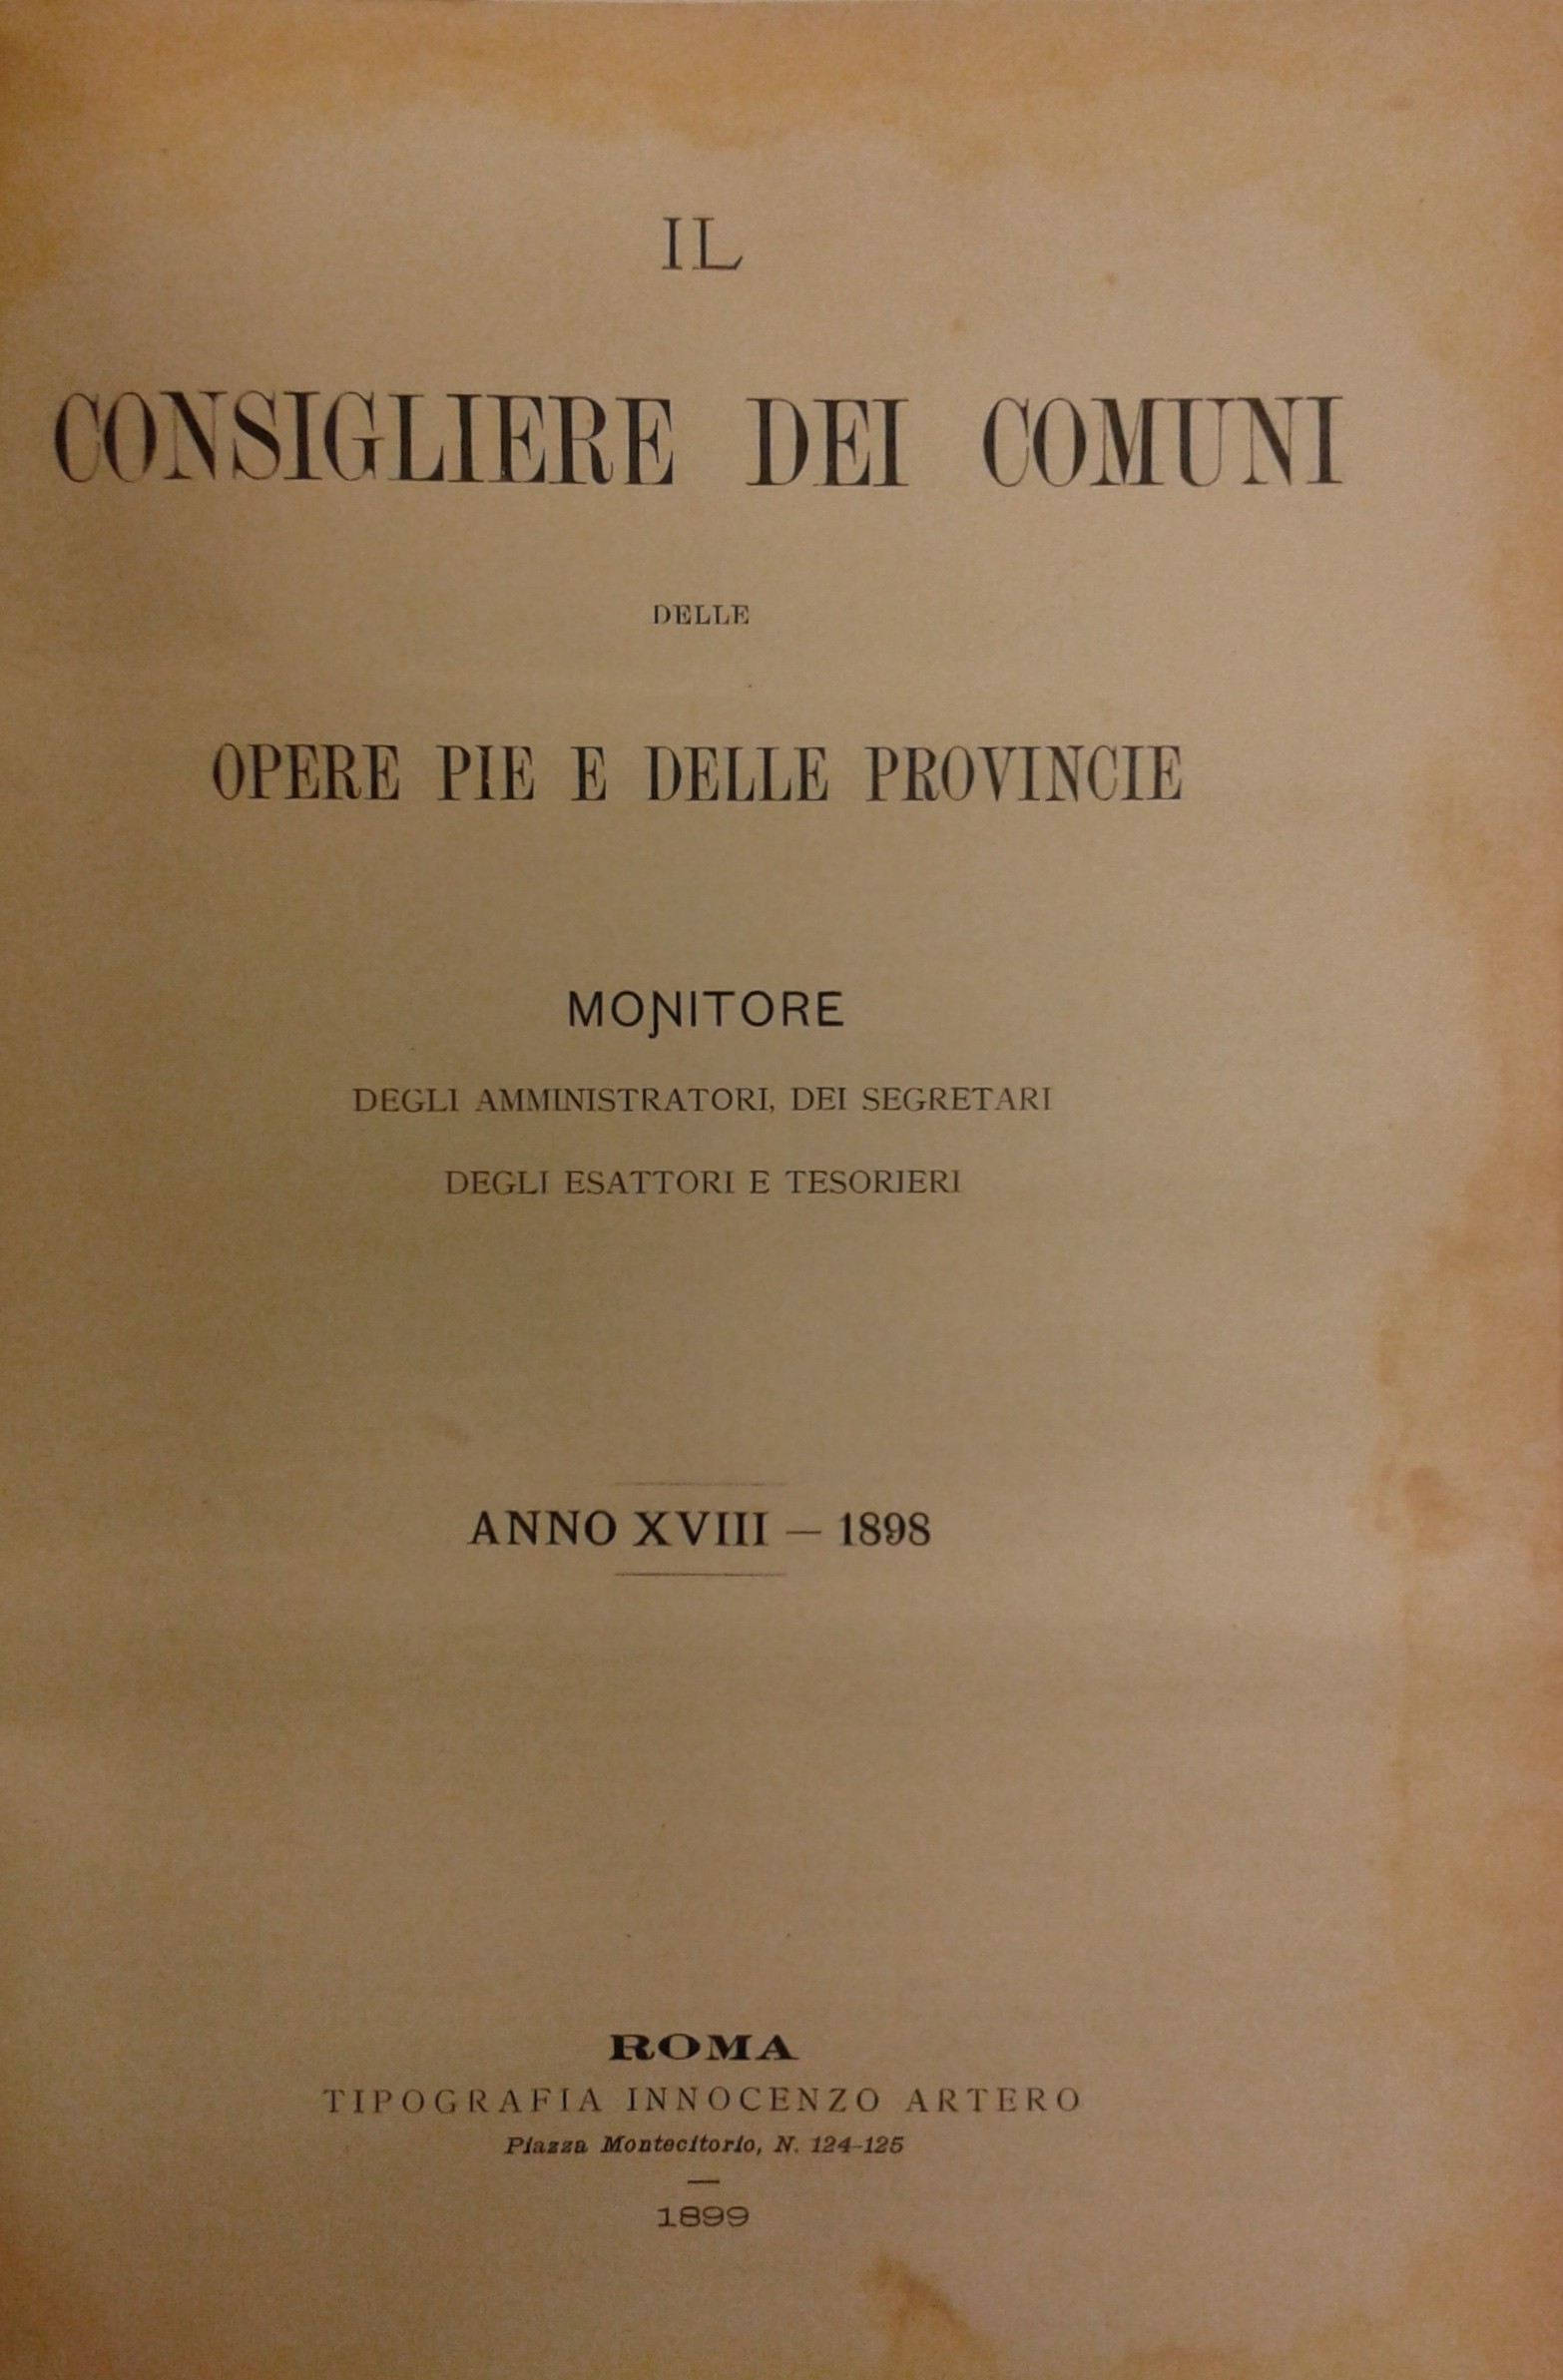 IL
CONSIGLIERE DEI COMUNI
DELLE
OPERE PIE E DELLE PROVINCIE
MONITORE
DEGLI AMMINISTRATORI, DEI SEGRETARI
DEGLI ESATTORI E TESORIERI
ANNO XVIII — 1898
ROMA
TIPOGRAFIA INNOCENZO ARTERO
Piazza Montecitorio, N. 124-125
1899